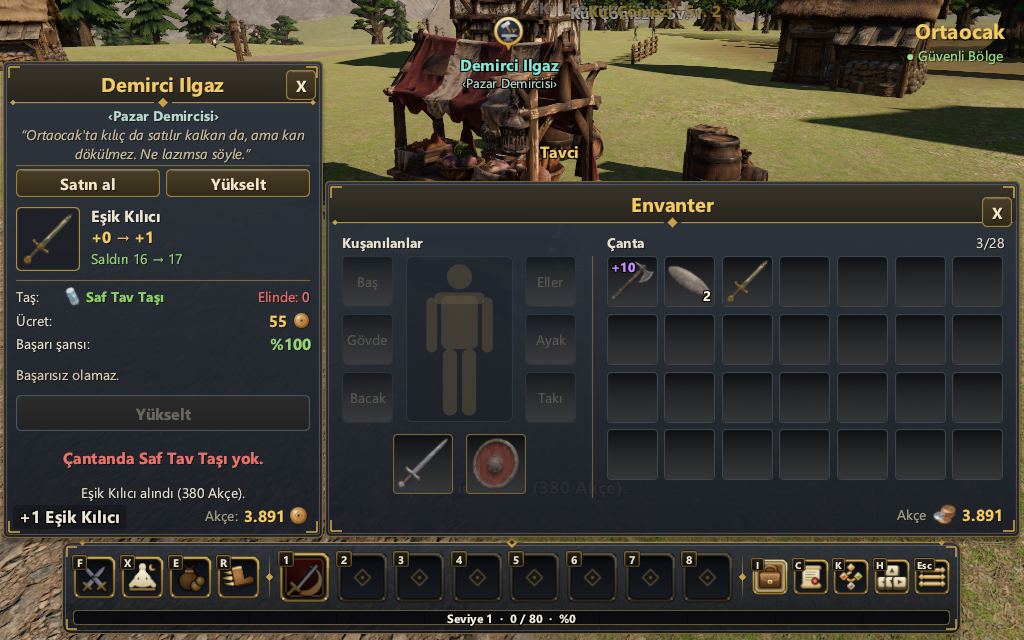 Ortaocak
Güvenli Bölge
Demirci Ilgaz
‹Pazar Demircisi›
Tavcı
Demirci Ilgaz
X
‹Pazar Demircisi›
“Ortaocak'ta kılıç da satılır kalkan da, ama kan
dökülmez. Ne lazımsa söyle.”
Satın al
Yükselt
Eşik Kılıcı
+0 → +1
Saldırı 16 → 17
Taş: Saf Tav Taşı Elinde: 0
Ücret: 55
Başarı şansı: %100
Başarısız olamaz.
Yükselt
Çantanda Saf Tav Taşı yok.
Eşik Kılıcı alındı (380 Akçe).
+1 Eşik Kılıcı
Akçe: 3.891
Envanter
X
Kuşanılanlar
Baş
Eller
Gövde
Ayak
Bacak
Takı
Çanta
3/28
+10
2
(380 Akçe).
Akçe 3.891
F X E R 1 2 3 4 5 6 7 8 I C K H Esc
Seviye 1 · 0 / 80 · %0